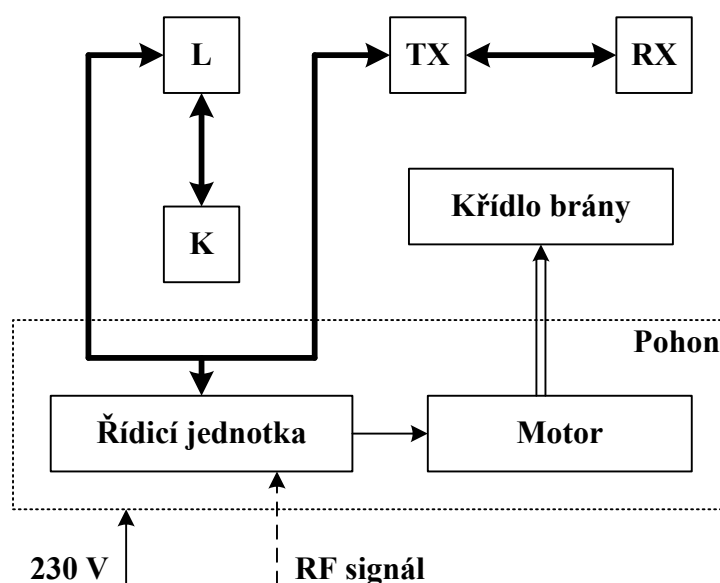 L
TX
RX
K
Křídlo brány
Pohon
Řídicí jednotka
Motor
230 V
RF signál